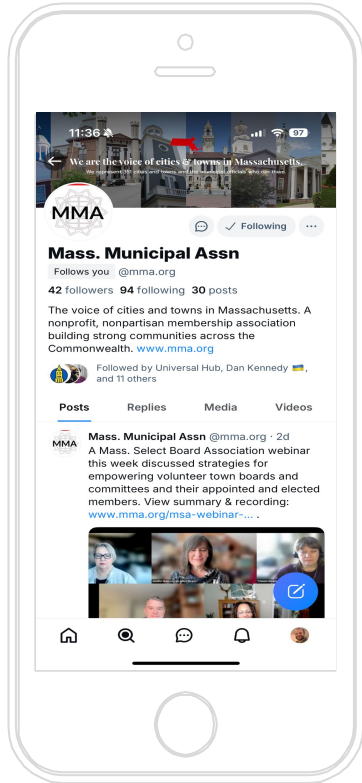 11:36
97
We are the voice of cities & towns in Massachusetts.
We represent 351 cities and towns and the municipal officials who run them.
MMA
Following
Mass. Municipal Assn
Follows you @mma.org
42 followers 94 following 30 posts
The voice of cities and towns in Massachusetts. A
nonprofit, nonpartisan membership association
building strong communities across the
Commonwealth. www.mma.org
Followed by Universal Hub, Dan Kennedy 🇺🇦,
and 11 others
Posts Replies Media Videos
MMA
Mass. Municipal Assn @mma.org · 2d
A Mass. Select Board Association webinar
this week discussed strategies for
empowering volunteer town boards and
committees and their appointed and elected
members. View summary & recording:
www.mma.org/msa-webinar-... .